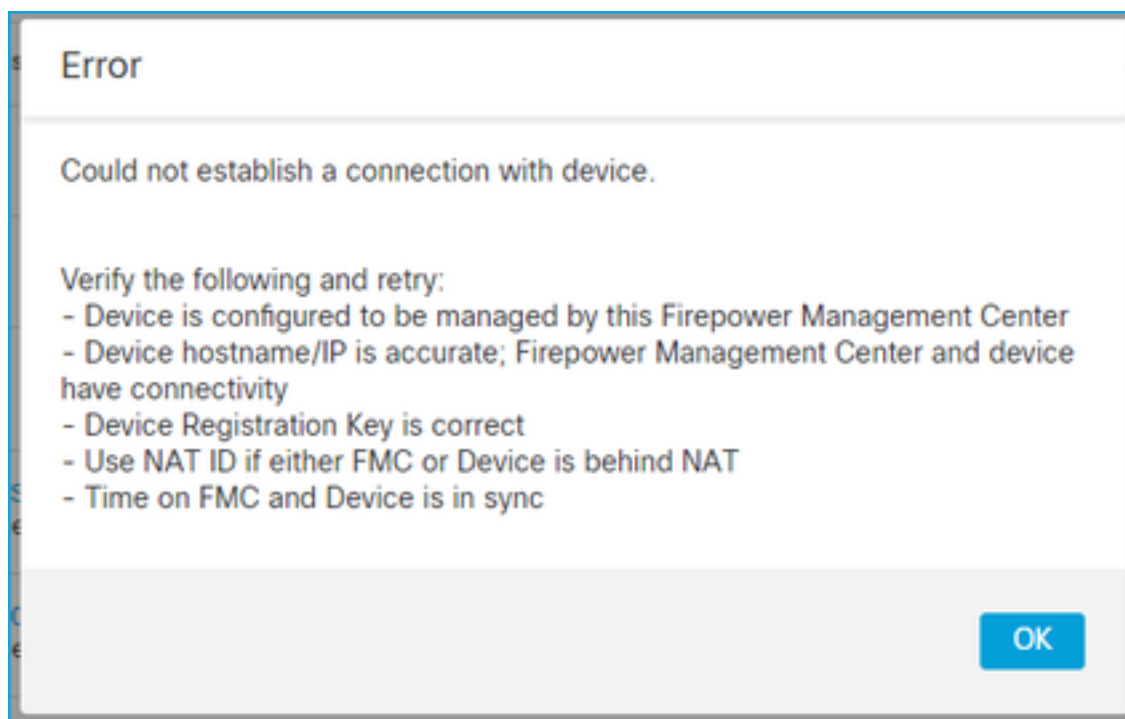 Error
Could not establish a connection with device.
Verify the following and retry:
- Device is configured to be managed by this Firepower Management Center
- Device hostname/IP is accurate; Firepower Management Center and device
have connectivity
- Device Registration Key is correct
- Use NAT ID if either FMC or Device is behind NAT
- Time on FMC and Device is in sync
OK